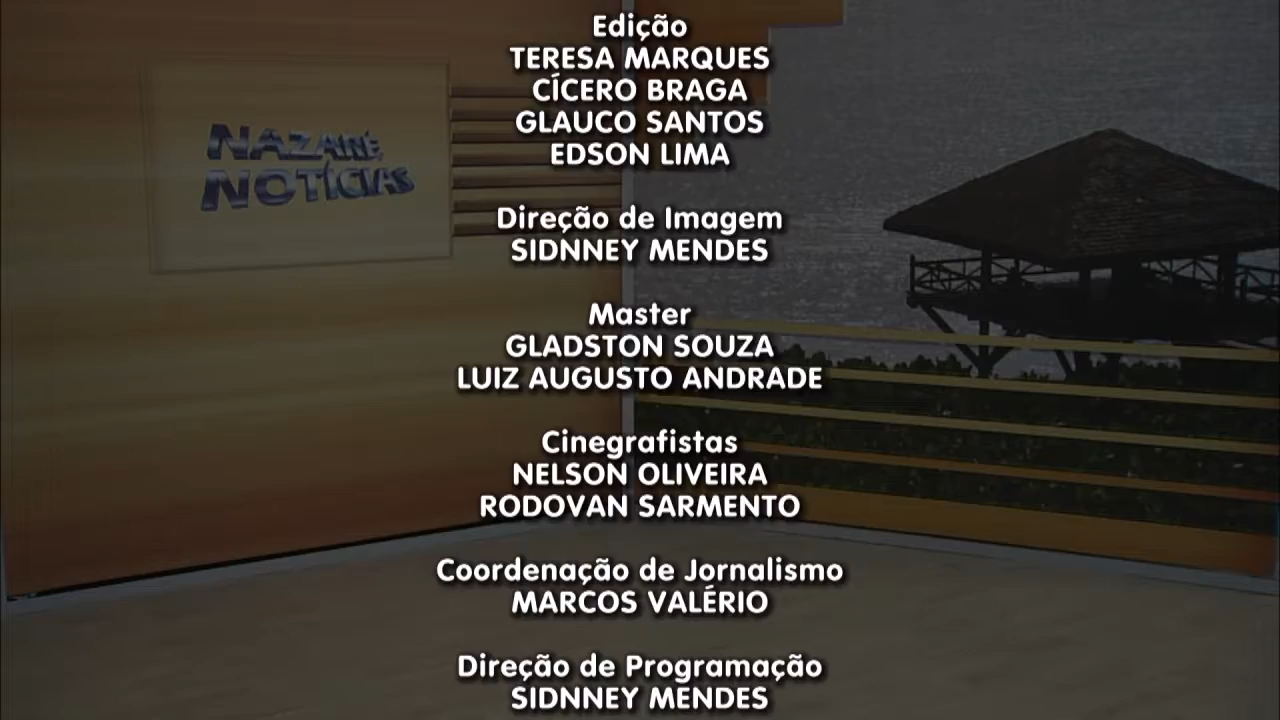 Edição
TERESA MARQUES
CÍCERO BRAGA
GLAUCO SANTOS
EDSON LIMA
NAZARÉ
NOTÍCIAS
Direção de Imagem
SIDNNEY MENDES
Master
GLADSTON SOUZA
LUIZ AUGUSTO ANDRADE
Cinegrafistas
NELSON OLIVEIRA
RODOVAN SARMENTO
Coordenação de Jornalismo
MARCOS VALÉRIO
Direção de Programação
SIDNNEY MENDES